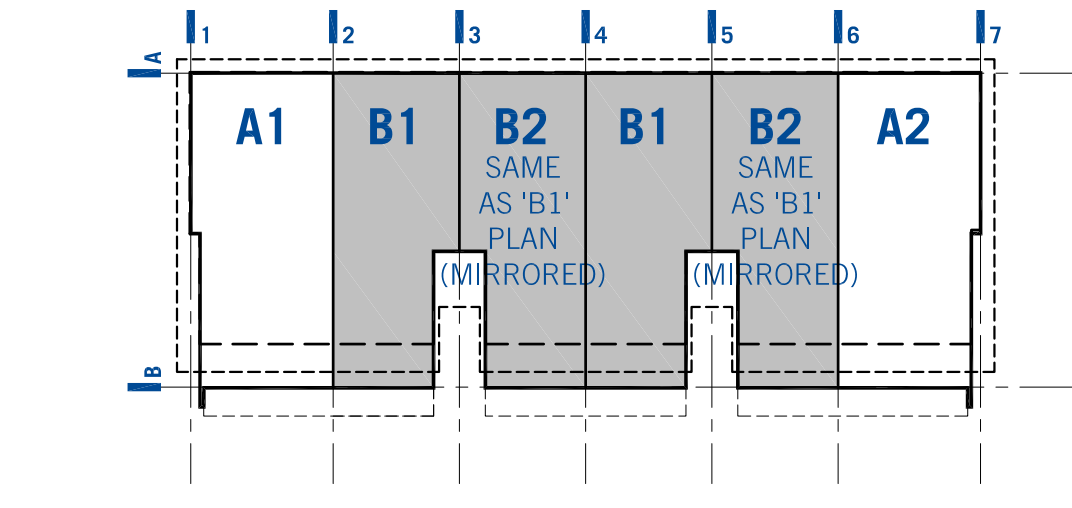 1 2 3 4 5 6 7
A
A1 B1 B2 B1 B2 A2
SAME SAME
AS 'B1' AS 'B1'
PLAN PLAN
(MIRRORED) (MIRRORED)
B